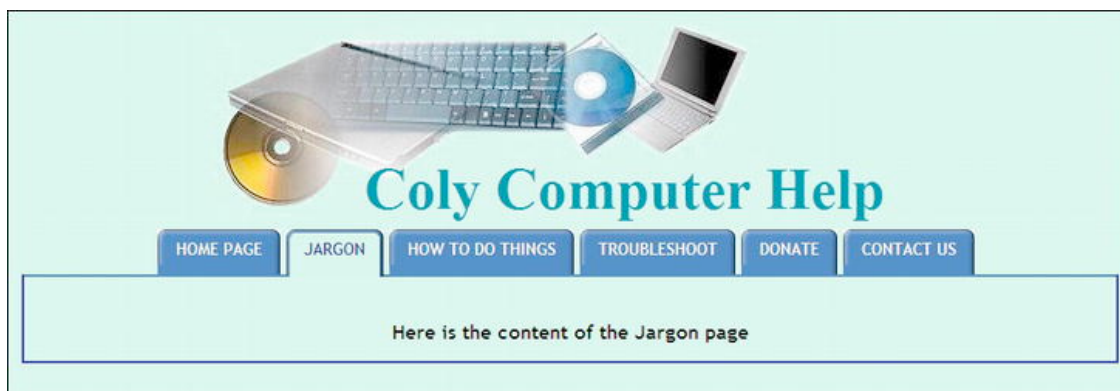 Coly Computer Help
HOME PAGE JARGON HOW TO DO THINGS TROUBLESHOOT DONATE CONTACT US
Here is the content of the Jargon page